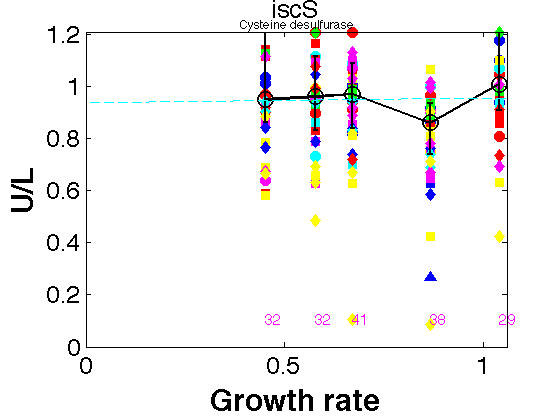 iscS
Cysteine desulfurase
1.2
1
0.8
0.6
0.4
0.2
0
U/L
32 32 41 38 29
0 0.5 1
Growth rate